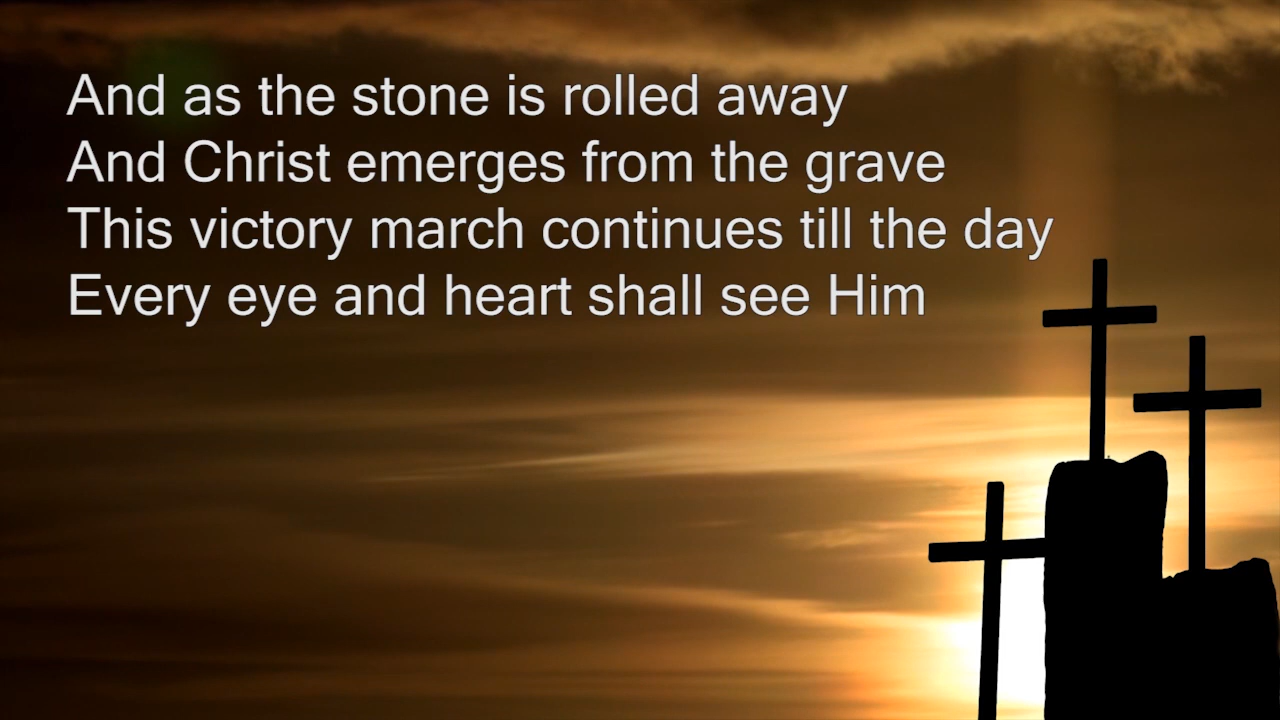 And as the stone is rolled away
And Christ emerges from the grave
This victory march continues till the day
Every eye and heart shall see Him